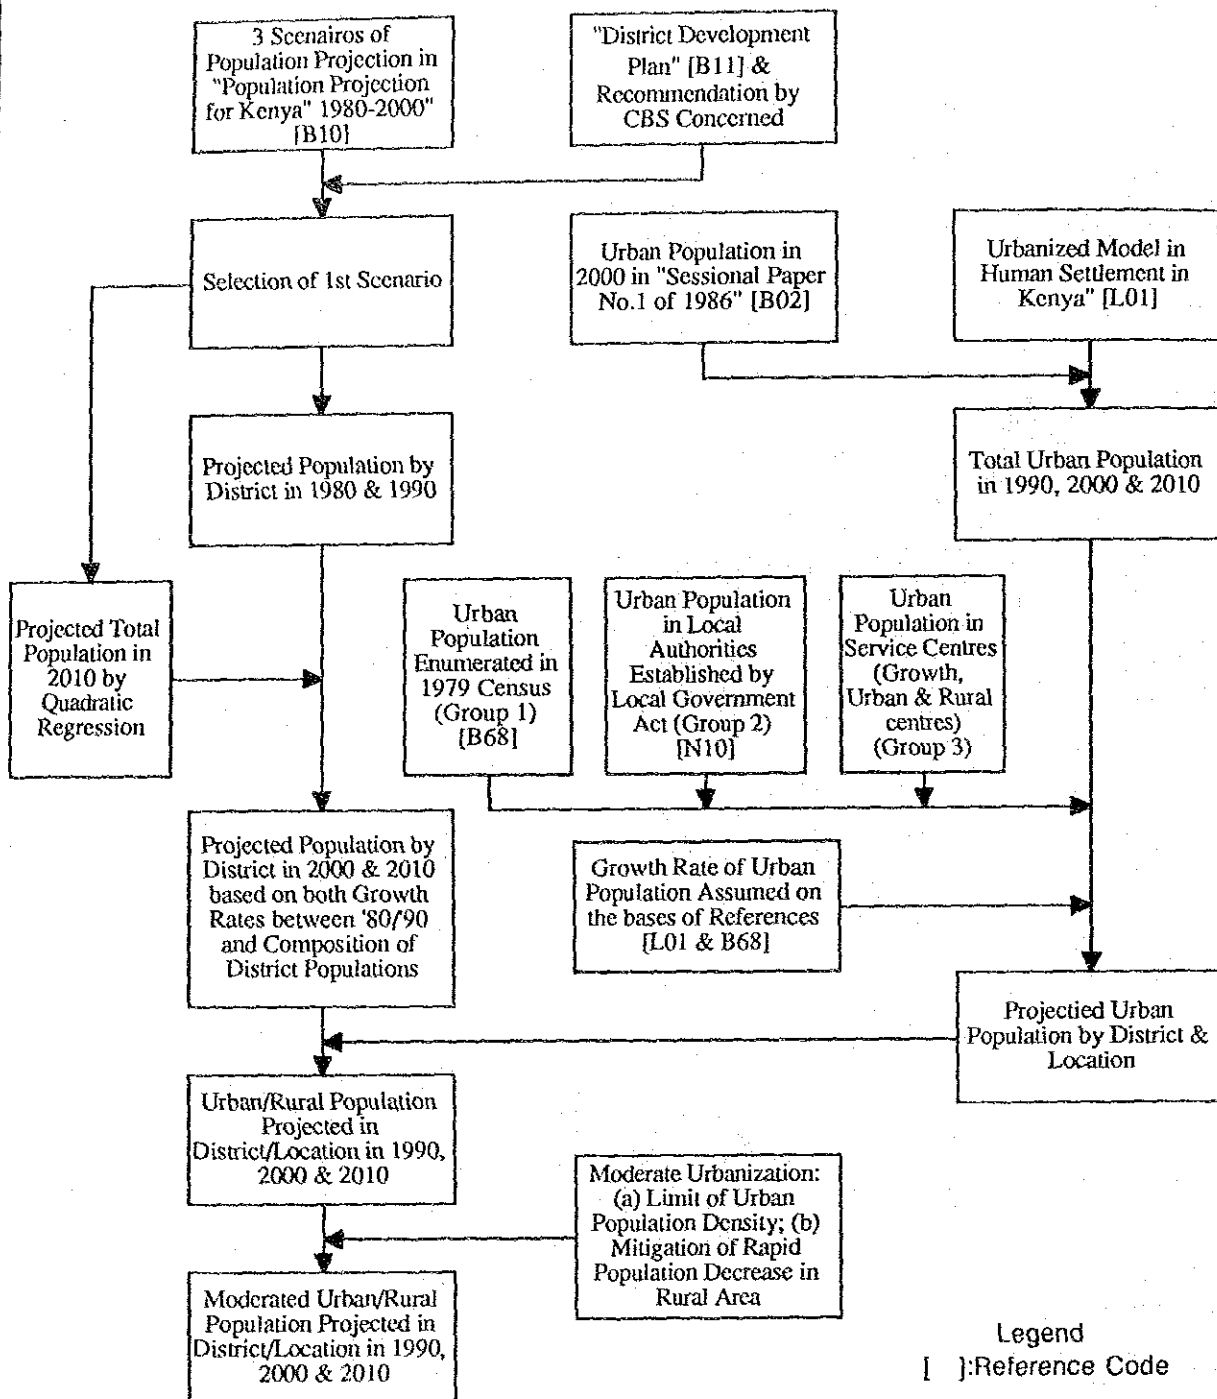 3 Scenairos of
Population Projection in
"Population Projection
for Kenya" 1980-2000"
[B10]
"District Development
Plan" [B11] &
Recommendation by
CBS Concerned
Selection of 1st Scenario
Urban Population in
2000 in "Sessional Paper
No.1 of 1986" [B02]
Urbanized Model in
Human Settlement in
Kenya" [L01]
Projected Population by
District in 1980 & 1990
Total Urban Population
in 1990, 2000 & 2010
Projected Total
Population in
2010 by
Quadratic
Regression
Urban
Population
Enumerated in
1979 Census
(Group 1)
[B68]
Urban Population
in Local
Authorities
Established by
Local Government
Act (Group 2)
[N10]
Urban
Population in
Service Centres
(Growth,
Urban & Rural
centres)
(Group 3)
Projected Population by
District in 2000 & 2010
based on both Growth
Rates between '80/'90
and Composition of
District Populations
Growth Rate of Urban
Population Assumed on
the bases of References
[L01 & B68]
Projectied Urban
Population by District &
Location
Urban/Rural Population
Projected in
District/Location in 1990,
2000 & 2010
Moderate Urbanization:
(a) Limit of Urban
Population Density; (b)
Mitigation of Rapid
Population Decrease in
Rural Area
Moderated Urban/Rural
Population Projected in
District/Location in 1990,
2000 & 2010
Legend
[ ]:Reference Code